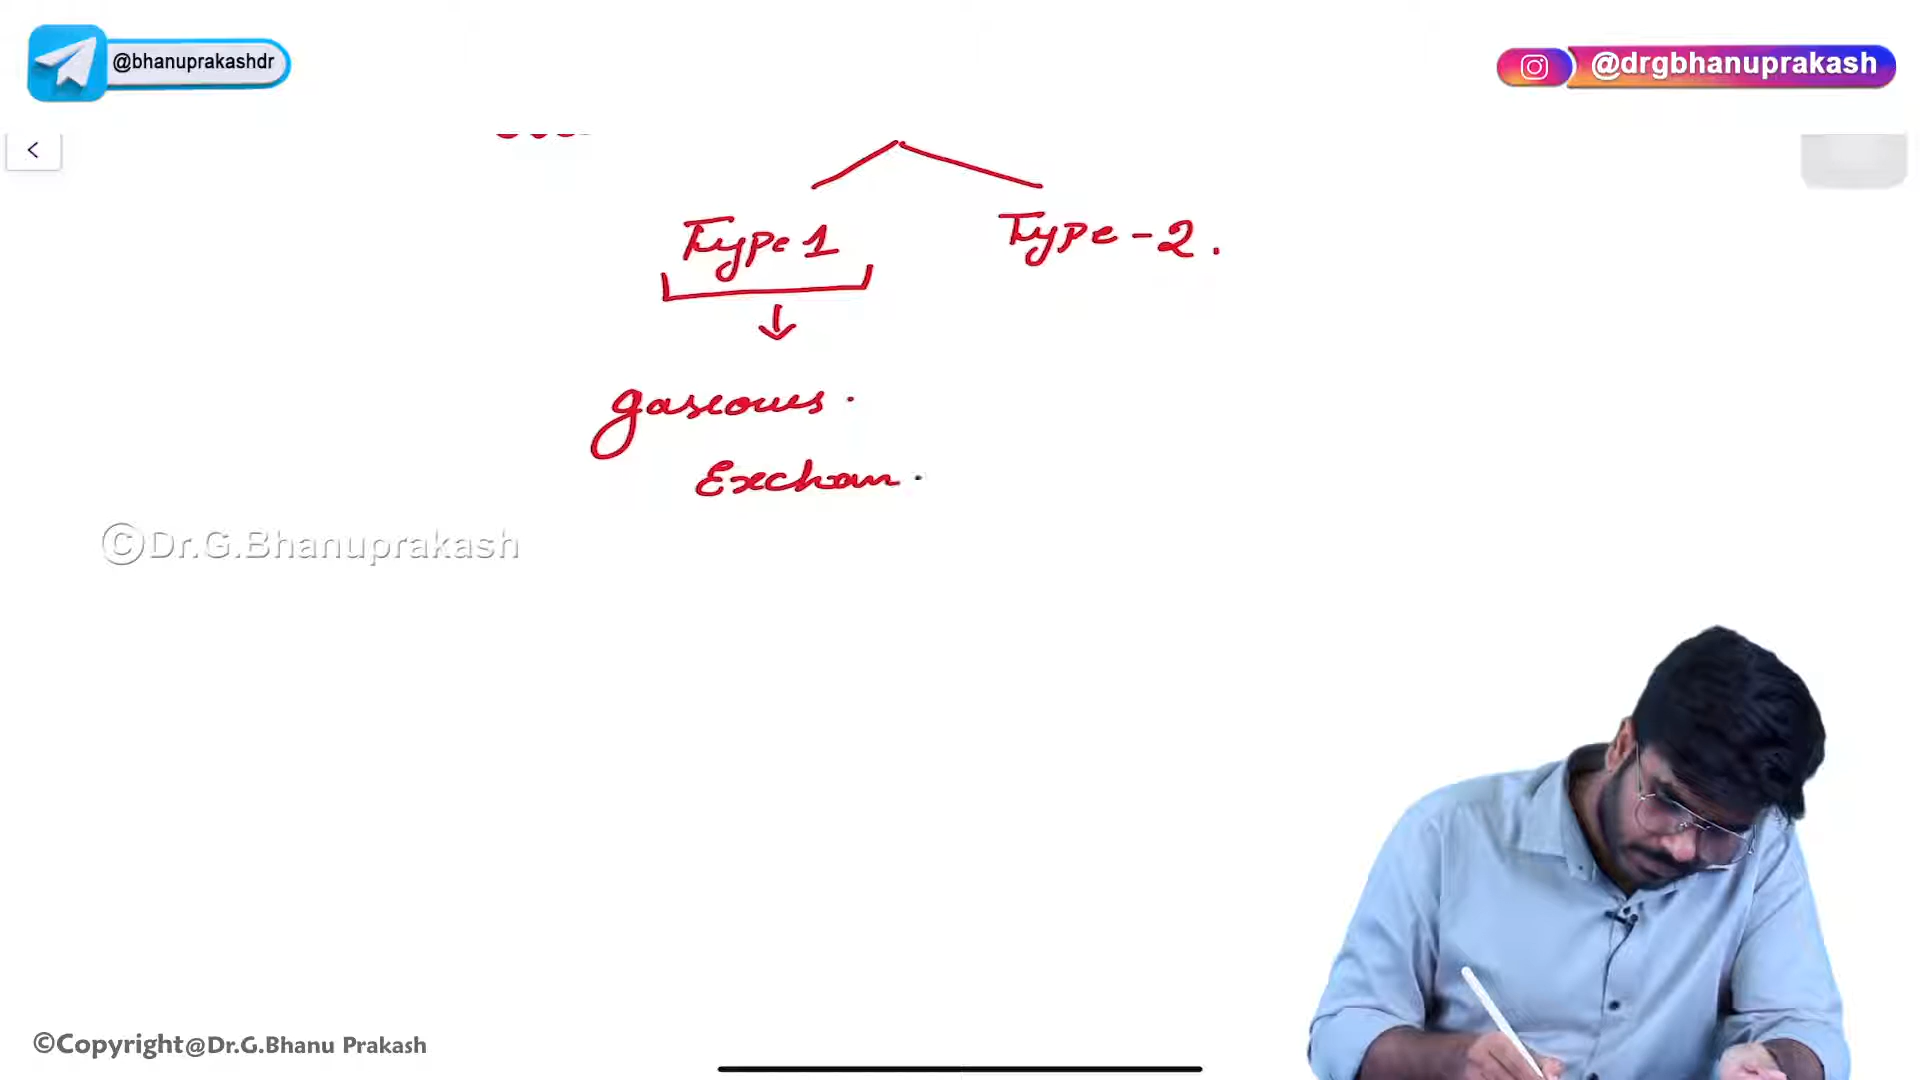 @bhanuprakashdr
@drgbhanuprakash
Type 1
Type-2.
gaseous.
Exchan
©Dr.G.Bhanuprakash
©Copyright@Dr.G.Bhanu Prakash